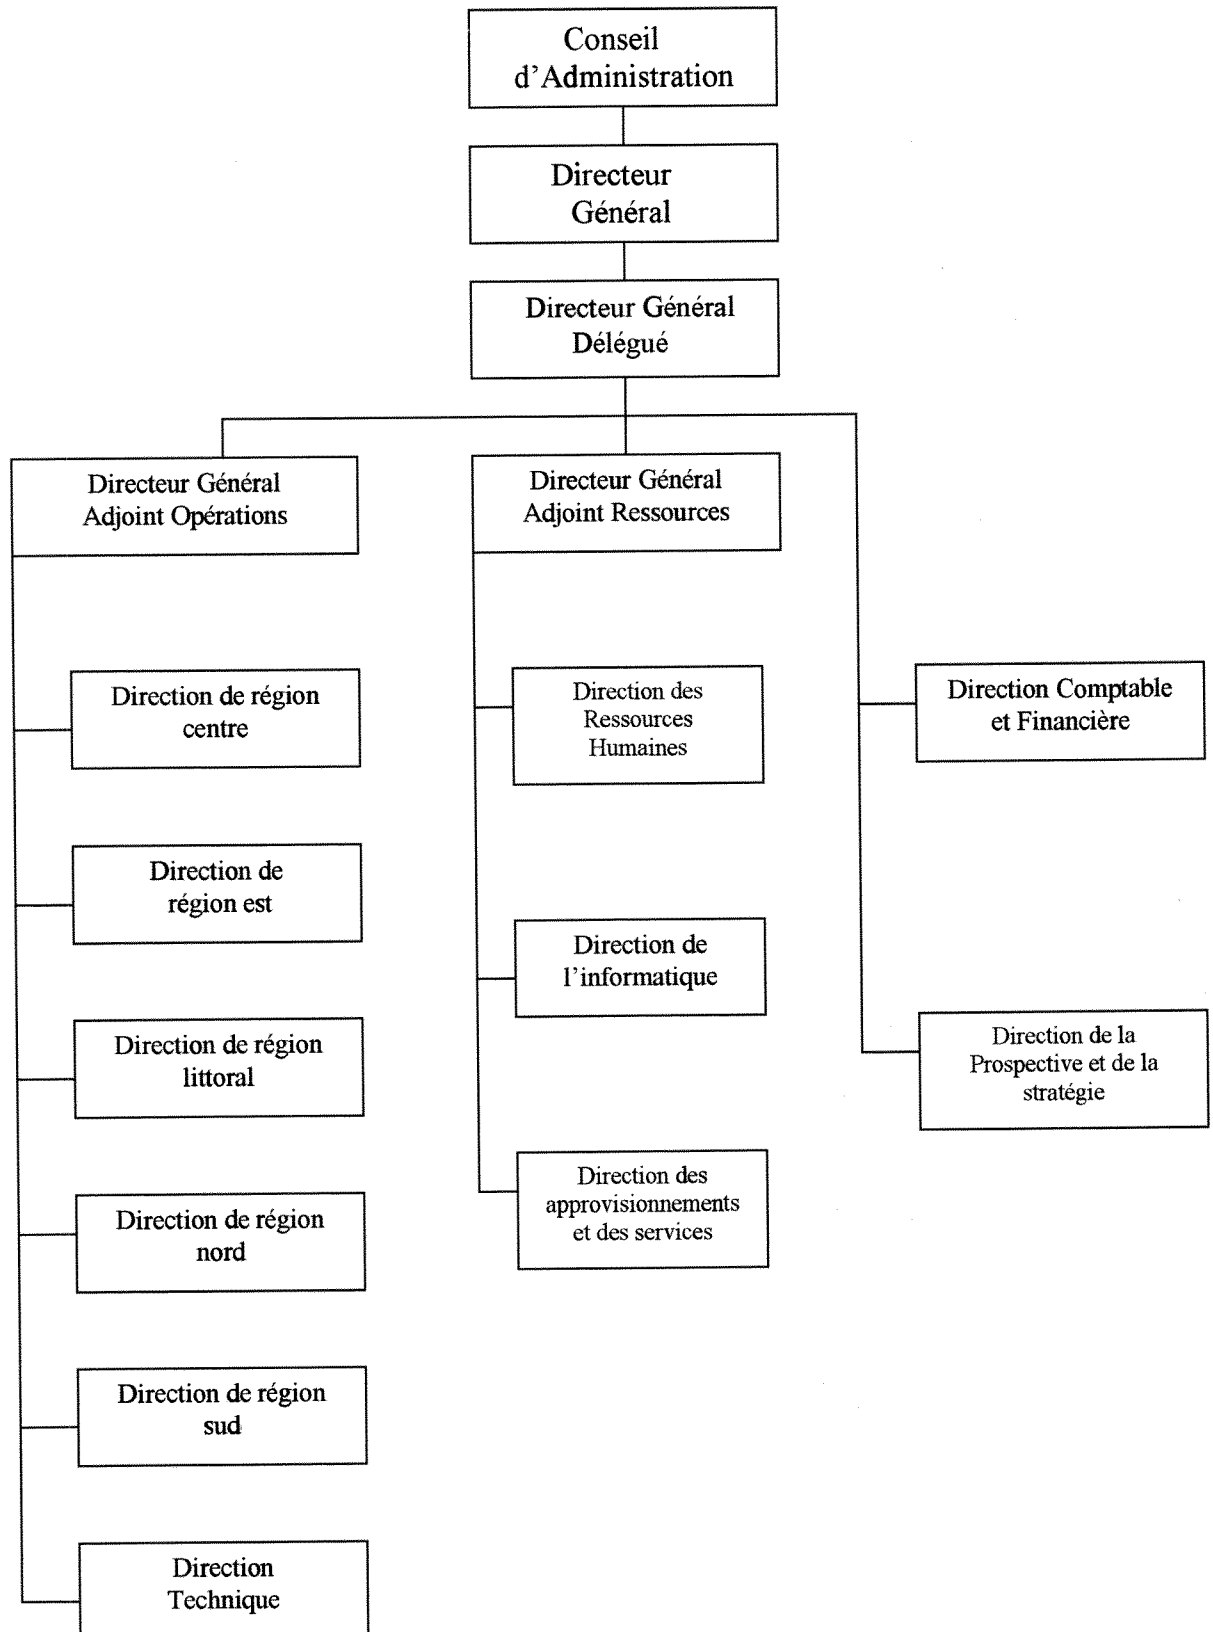 Conseil
d'Administration
Directeur
Général
Directeur Général
Délégué
Directeur Général
Adjoint Opérations
Directeur Général
Adjoint Ressources
Direction de région
centre
Direction des
Ressources
Humaines
Direction Comptable
et Financière
Direction de
région est
Direction de
l'informatique
Direction de région
littoral
Direction de la
Prospective et de la
stratégie
Direction de région
nord
Direction des
approvisionnements
et des services
Direction de région
sud
Direction
Technique